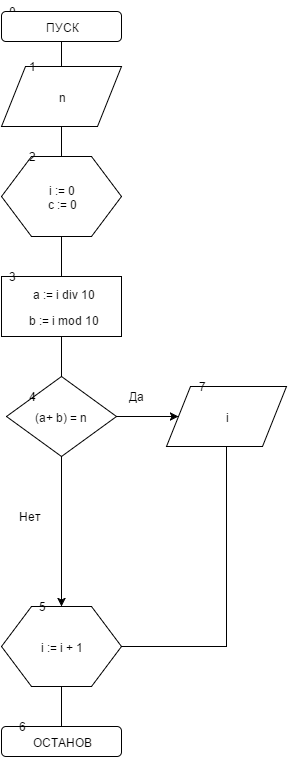 0
ПУСК
1
n
2
i := 0
c := 0
3
a := i div 10
b := i mod 10
4
(a+ b) = n
Да
7
i
Нет
5
i := i + 1
6
ОСТАНОВ